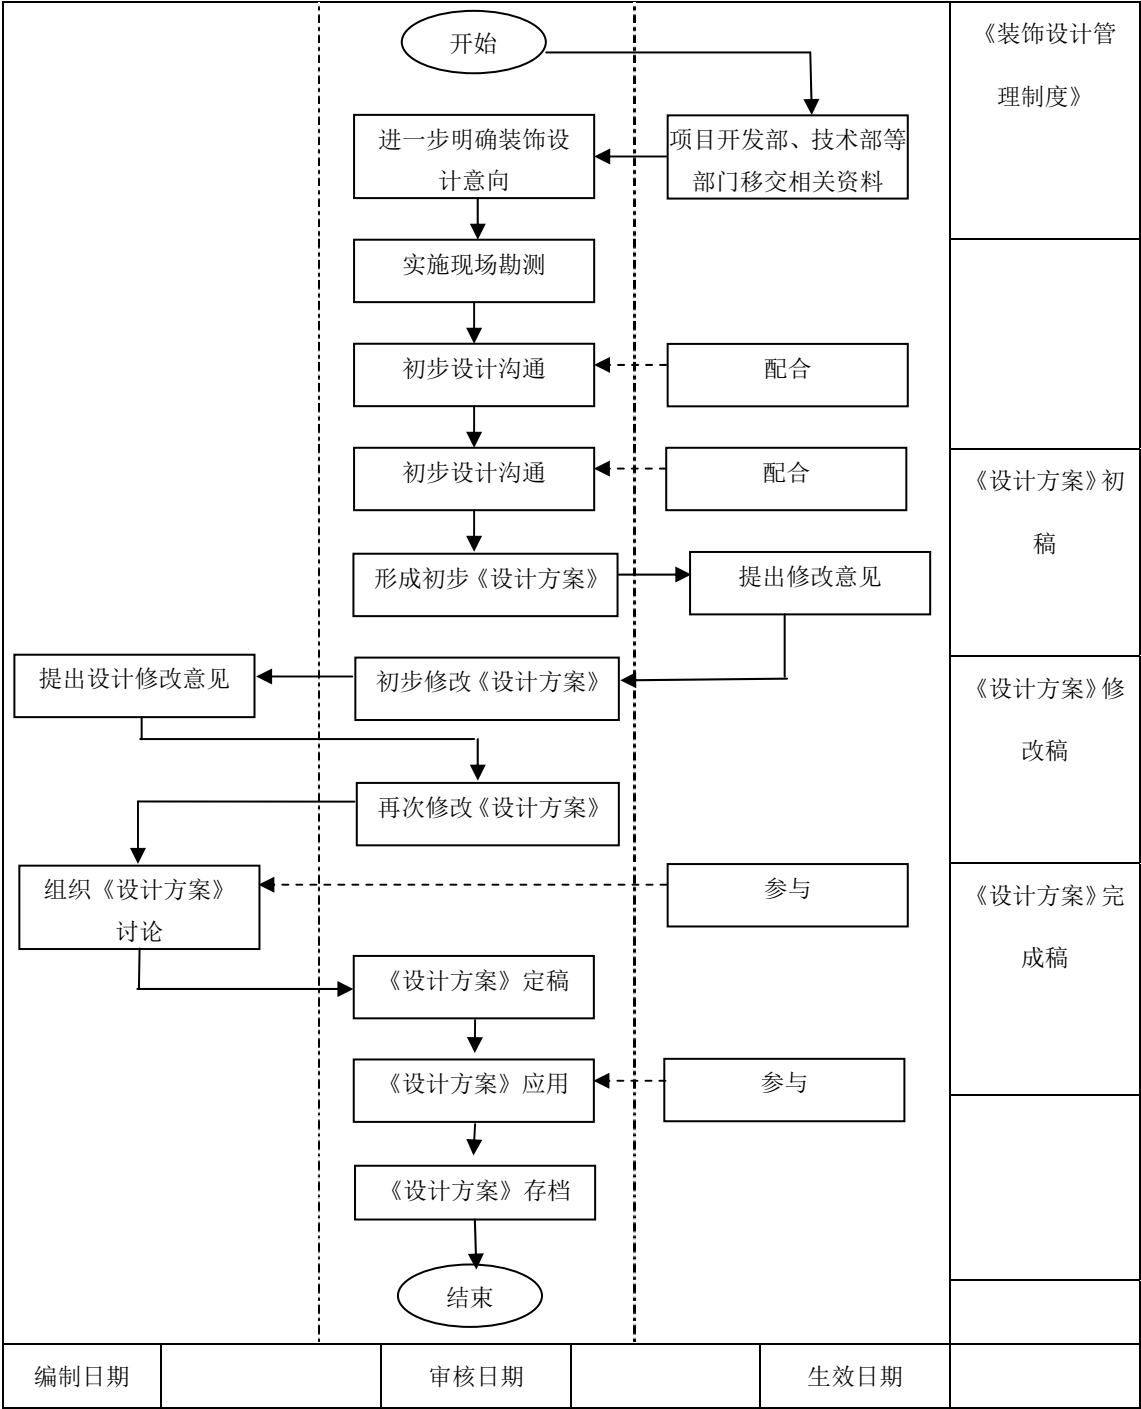 开始
《装饰设计管
理制度》
进一步明确装饰设
计意向
项目开发部、技术部等
部门移交相关资料
实施现场勘测
初步设计沟通
配合
初步设计沟通
配合
《设计方案》初
稿
形成初步《设计方案》
提出修改意见
提出设计修改意见
初步修改《设计方案》
《设计方案》修
改稿
再次修改《设计方案》
组织《设计方案》
讨论
参与
《设计方案》完
成稿
《设计方案》定稿
《设计方案》应用
参与
《设计方案》存档
结束
编制日期
审核日期
生效日期